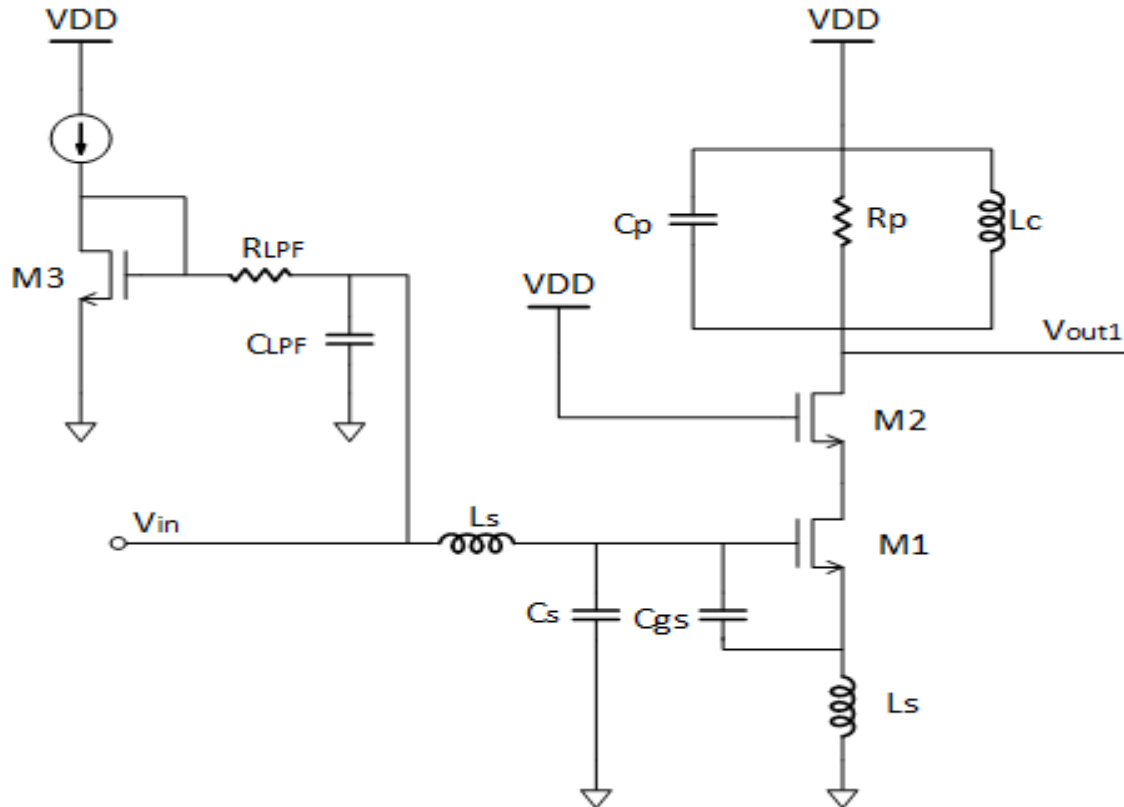 VDD
VDD
Cp
Rp
Lc
RLPF
M3
VDD
CLPF
Vout1
M2
Vin
Ls
M1
Cs
Cgs
Ls